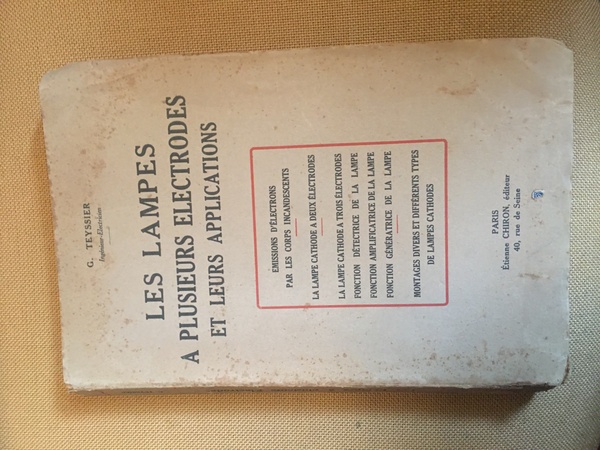 G. TEYSSIER
Ingénieur-Electricien
LES LAMPES
A PLUSIEURS ELECTRODES
ET LEURS APPLICATIONS
ÉMISSIONS D'ÉLECTRONS
PAR LES CORPS INCANDESCENTS
LA LAMPE CATHODE A DEUX ÉLECTRODES
LA LAMPE CATHODE A TROIS ÉLECTRODES
FONCTION DÉTECTRICE DE LA LAMPE
FONCTION AMPLIFICATRICE DE LA LAMPE
FONCTION GÉNÉRATRICE DE LA LAMPE
MONTAGES DIVERS ET DIFFÉRENTS TYPES
DE LAMPES CATHODES
PARIS
Étienne CHIRON, éditeur
40, rue de Seine